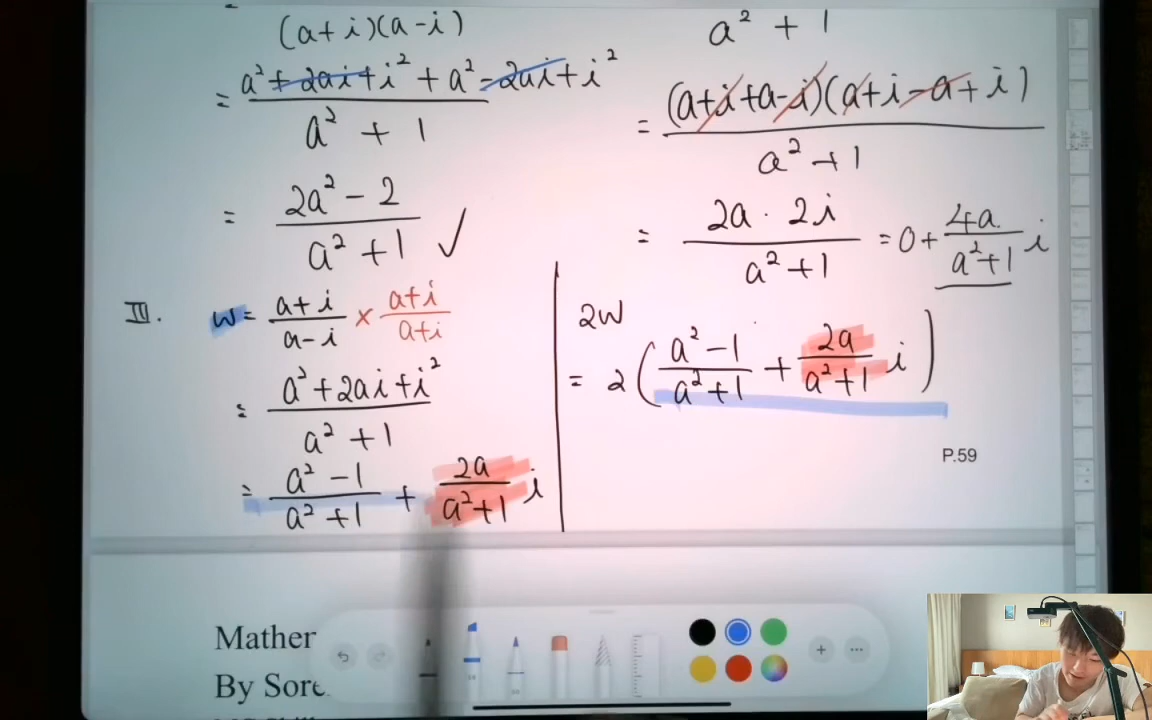 (a+i)(a-i)
= a² + 2ai + i² + a² - 2ai + i² / a² + 1
= 2a² - 2 / a² + 1 ✓
III. w = a+i / a-i × a+i / a+i
= a² + 2ai + i² / a² + 1
= a² - 1 / a² + 1 + 2a / a² + 1 i
a² + 1
= (a+i+a-i)(a+i-a+i) / a² + 1
= 2a · 2i / a² + 1 = 0 + 4a / a² + 1 i
2w
= 2 ( a² - 1 / a² + 1 + 2a / a² + 1 i )
P.59
Mather
By Sore